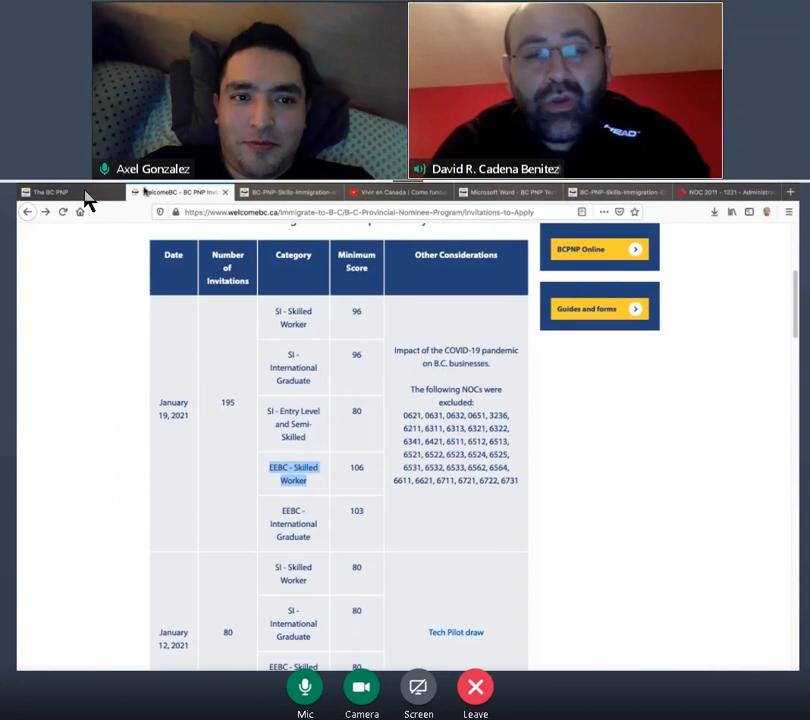 HEAD
Axel Gonzalez
David R. Cadena Benitez
The BC PNP
WelcomeBC - BC PNP Invi
BC-PNP-Skills-Immigration-
Vivir en Canada | Como fun
Microsoft Word - BC PNP Te
BC-PNP-Skills-Immigration-E
NOC 2011 - 1231 - Administra
https://www.welcomebc.ca/Immigrate-to-B-C/B-C-Provincial-Nominee-Program/Invitations-to-Apply
Date
Number
of
Invitations
Category
Minimum
Score
Other Considerations
January
19, 2021
195
SI - Skilled
Worker
96
SI -
International
Graduate
96
SI - Entry Level
and Semi-
Skilled
80
EEBC - Skilled
Worker
106
EEBC -
International
Graduate
103
Impact of the COVID-19 pandemic
on B.C. businesses.
The following NOCs were
excluded:
0621, 0631, 0632, 0651, 3236,
6211, 6311, 6313, 6321, 6322,
6341, 6421, 6511, 6512, 6513,
6521, 6522, 6523, 6524, 6525,
6531, 6532, 6533, 6562, 6564,
6611, 6621, 6711, 6721, 6722, 6731
January
12, 2021
80
SI - Skilled
Worker
80
SI -
International
Graduate
80
EEBC - Skilled
80
Tech Pilot draw
BCPNP Online
Guides and forms
Mic
Camera
Screen
Leave